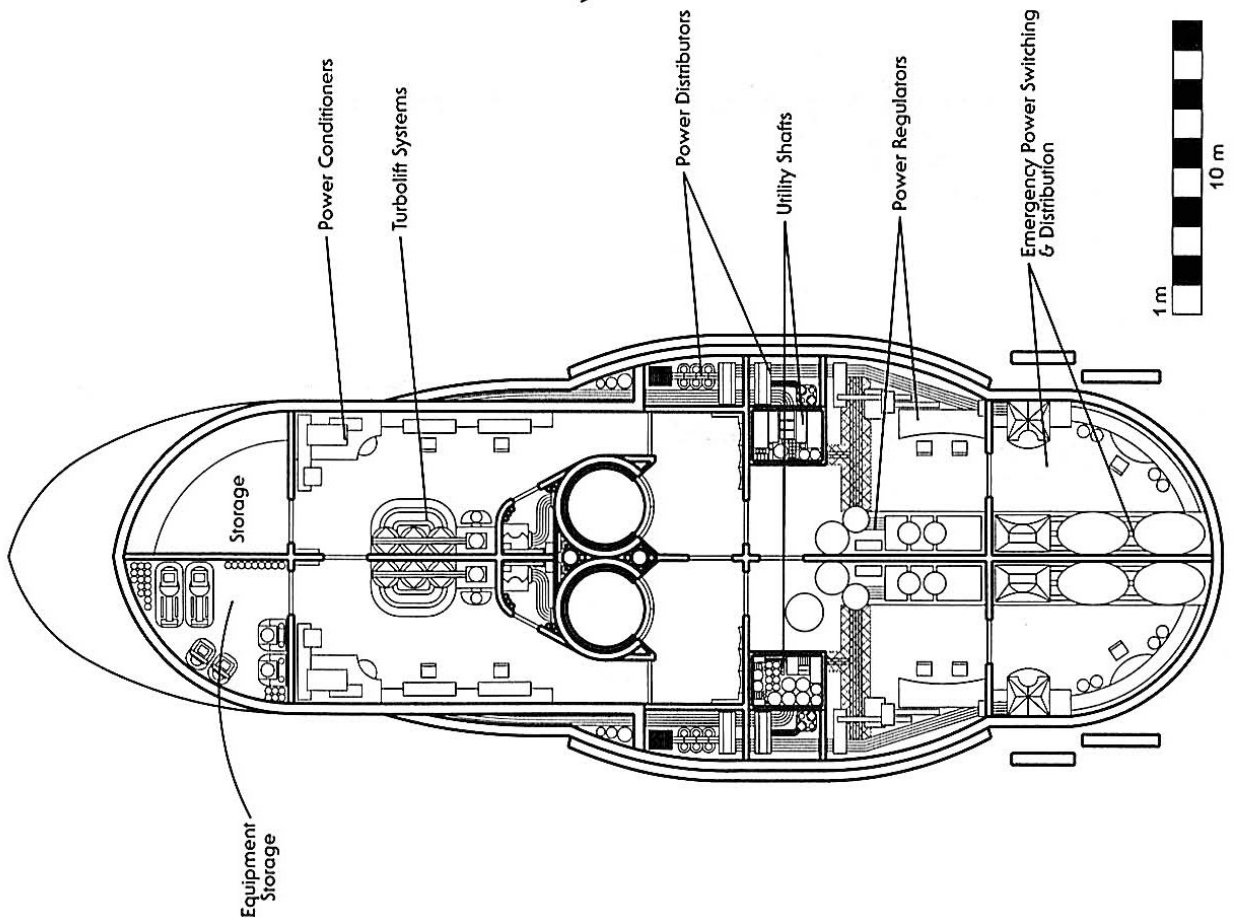 Power Conditioners
Turbolift Systems
Power Distributors
Utility Shafts
Power Regulators
Emergency Power Switching
& Distribution
Storage
Equipment
Storage
1 m
10 m